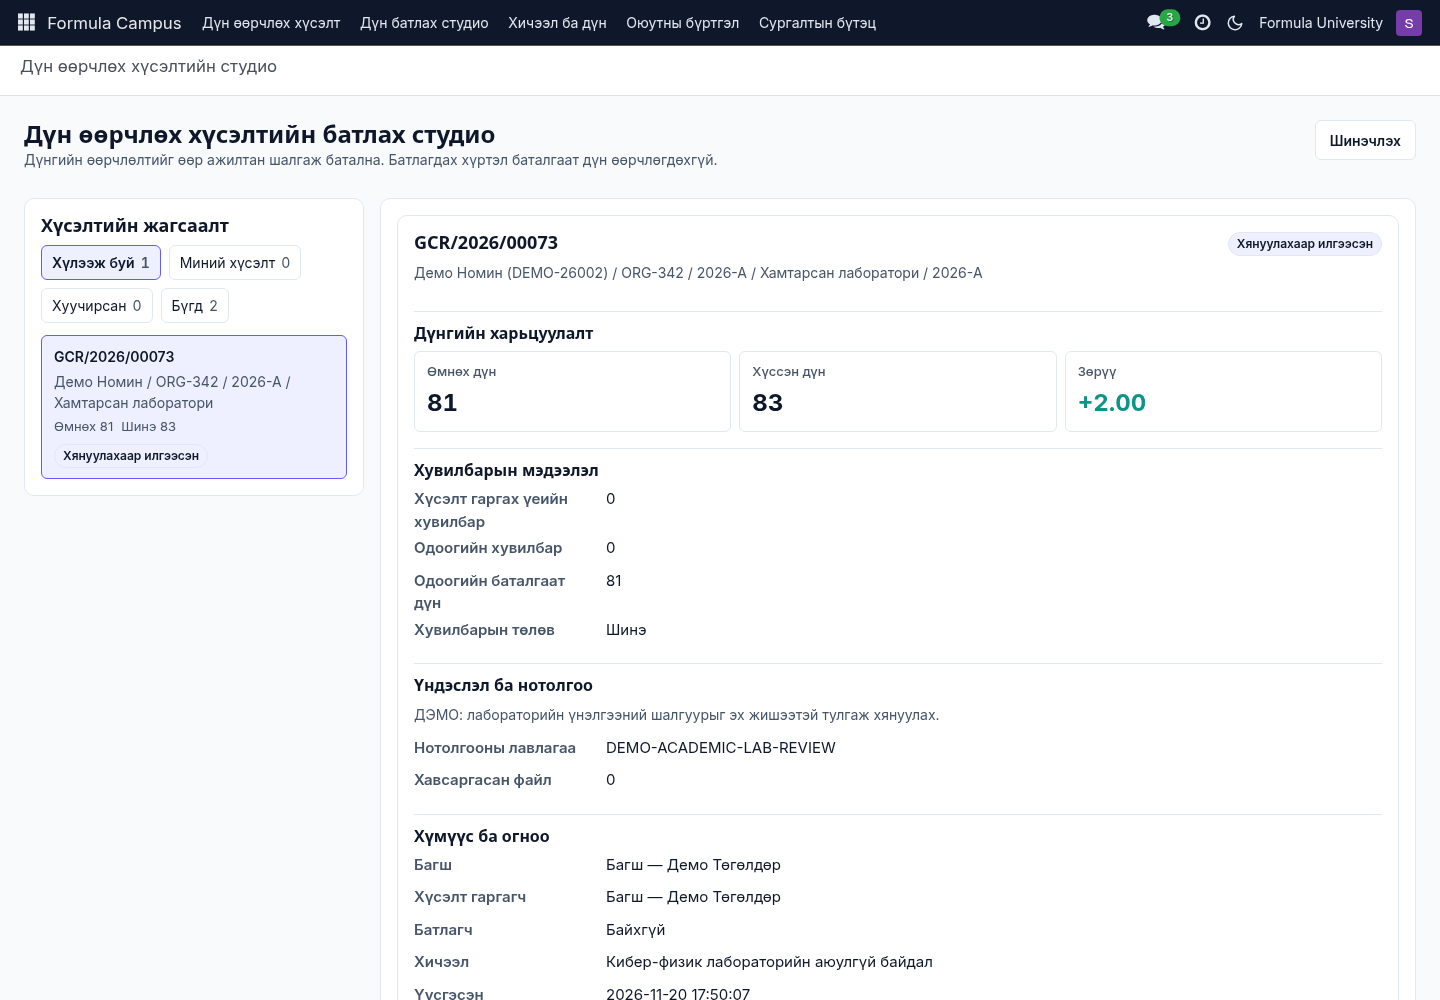 Formula Campus Дүн өөрчлөх хүсэлт Дүн батлах студио Хичээл ба дүн Оюутны бүртгэл Сургалтын бүтэц 3 Formula University S
Дүн өөрчлөх хүсэлтийн студио
Дүн өөрчлөх хүсэлтийн батлах студио
Дүнгийн өөрчлөлтийг өөр ажилтан шалгаж батална. Батлагдах хүртэл баталгаат дүн өөрчлөгдөхгүй.
Шинэчлэх
Хүсэлтийн жагсаалт
Хүлээж буй 1 Миний хүсэлт 0
Хуучирсан 0 Бүгд 2
GCR/2026/00073
Демо Номин / ORG-342 / 2026-A /
Хамтарсан лаборатори
Өмнөх 81 Шинэ 83
Хянуулахаар илгээсэн
GCR/2026/00073
Хянуулахаар илгээсэн
Демо Номин (DEMO-26002) / ORG-342 / 2026-A / Хамтарсан лаборатори / 2026-A
Дүнгийн харьцуулалт
Өмнөх дүн
81
Хүссэн дүн
83
Зөрүү
+2.00
Хувилбарын мэдээлэл
Хүсэлт гаргах үеийн хувилбар 0
Одоогийн хувилбар 0
Одоогийн баталгаат дүн 81
Хувилбарын төлөв Шинэ
Үндэслэл ба нотолгоо
ДЭМО: лабораторийн үнэлгээний шалгуурыг эх жишээтэй тулгаж хянуулах.
Нотолгооны лавлагаа DEMO-ACADEMIC-LAB-REVIEW
Хавсаргасан файл 0
Хүмүүс ба огноо
Багш Багш — Демо Төгөлдөр
Хүсэлт гаргагч Багш — Демо Төгөлдөр
Батлагч Байхгүй
Хичээл Кибер-физик лабораторийн аюулгүй байдал
Үүсгэсэн 2026-11-20 17:50:07